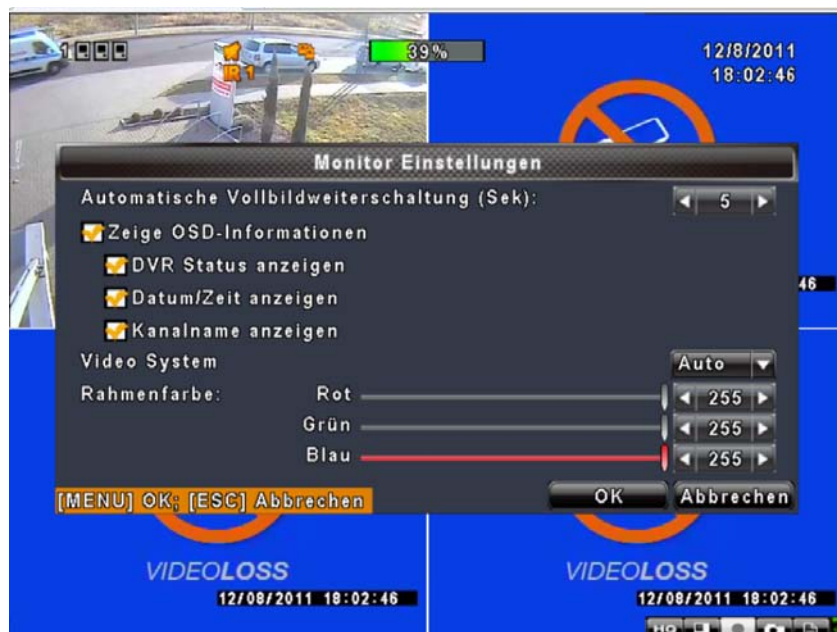 1
IR 1
39%
12/8/2011
18:02:46
Monitor Einstellungen
Automatische Vollbildweiterschaltung (Sek):
5
Zeige OSD-Informationen
DVR Status anzeigen
46
Datum/Zeit anzeigen
Kanalname anzeigen
Video System
Auto
Rahmenfarbe:
Rot
255
Grün
255
Blau
255
[MENU] OK; [ESC] Abbrechen
OK
Abbrechen
VIDEOLOSS
VIDEOLOSS
12/08/2011 18:02:46
12/08/2011 18:02:46